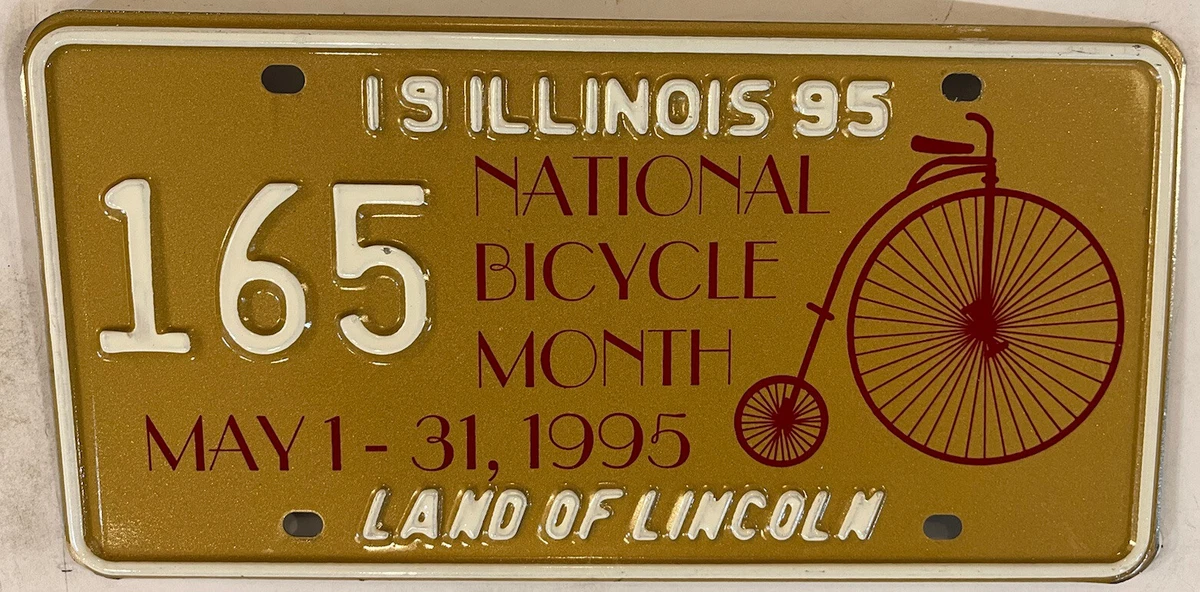 19 ILLINOIS 95
165
NATIONAL
BICYCLE
MONTH
MAY 1 - 31, 1995
LAND OF LINCOLN